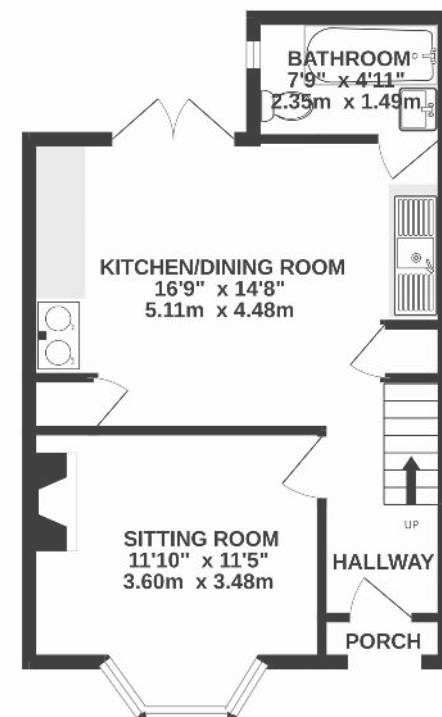 BATHROOM
7'9" x 4'11"
2.35m x 1.49m
KITCHEN/DINING ROOM
16'9" x 14'8"
5.11m x 4.48m
SITTING ROOM
11'10" x 11'5"
3.60m x 3.48m
UP
HALLWAY
PORCH